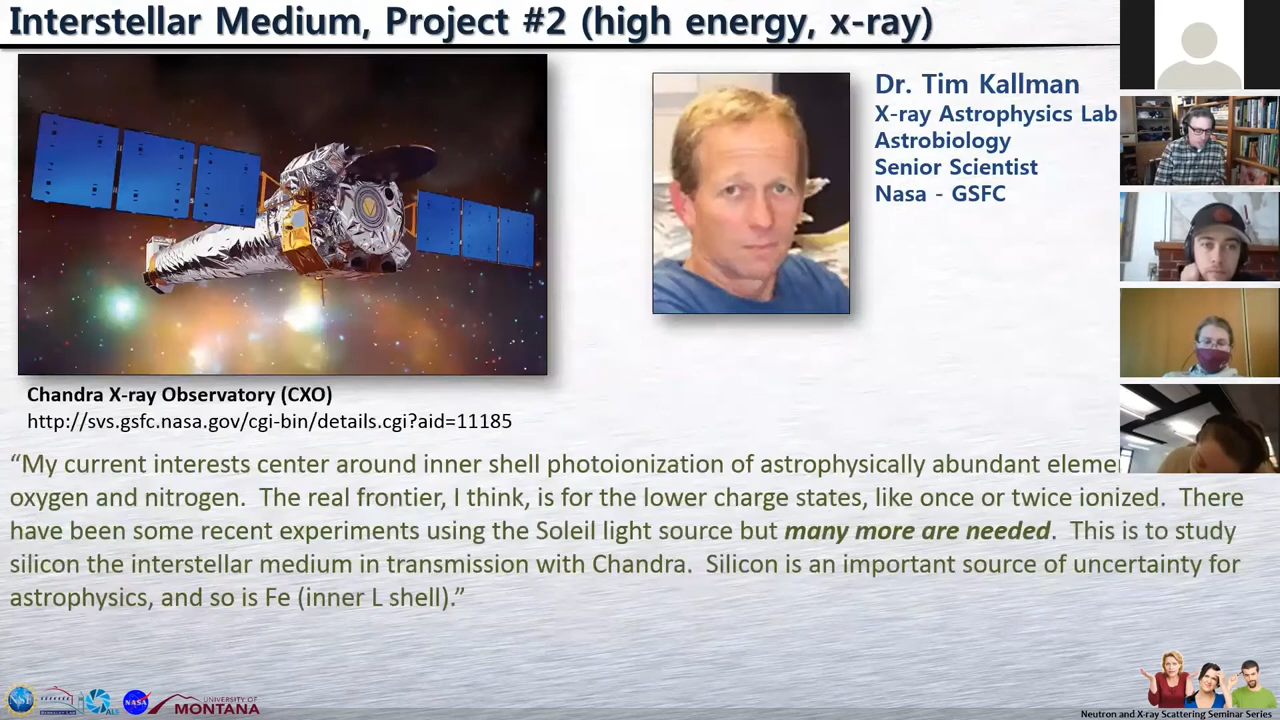 Interstellar Medium, Project #2 (high energy, x-ray)
Dr. Tim Kallman
X-ray Astrophysics Lab
Astrobiology
Senior Scientist
Nasa - GSFC
Chandra X-ray Observatory (CXO)
http://svs.gsfc.nasa.gov/cgi-bin/details.cgi?aid=11185
“My current interests center around inner shell photoionization of astrophysically abundant eleme
oxygen and nitrogen. The real frontier, I think, is for the lower charge states, like once or twice ionized. There
have been some recent experiments using the Soleil light source but many more are needed. This is to study
silicon the interstellar medium in transmission with Chandra. Silicon is an important source of uncertainty for
astrophysics, and so is Fe (inner L shell).”
NSF
BERKELEY LAB
ALS
NASA
UNIVERSITY OF
MONTANA
Neutron and X-ray Scattering Seminar Series